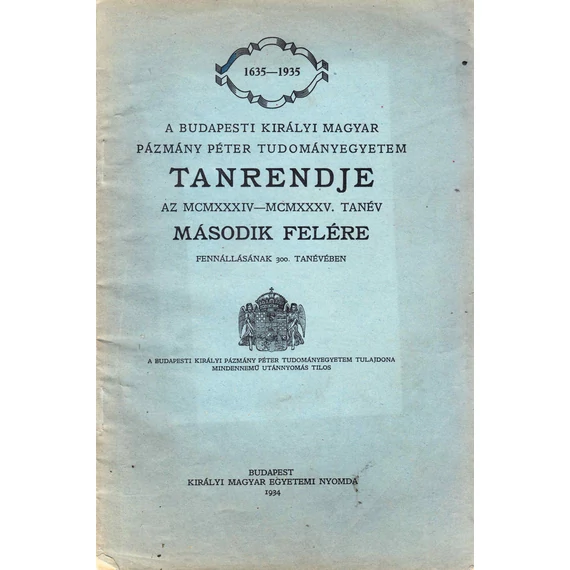 1635—1935
A BUDAPESTI KIRÁLYI MAGYAR
PÁZMÁNY PÉTER TUDOMÁNYEGYETEM
TANRENDJE
AZ MCMXXXIV—MCMXXXV. TANÉV
MÁSODIK FELÉRE
FENNÁLLÁSÁNAK 300. TANÉVÉBEN
A BUDAPESTI KIRÁLYI PÁZMÁNY PÉTER TUDOMÁNYEGYETEM TULAJDONA
MINDENNEMŰ UTÁNNYOMÁS TILOS
BUDAPEST
KIRÁLYI MAGYAR EGYETEMI NYOMDA
1934